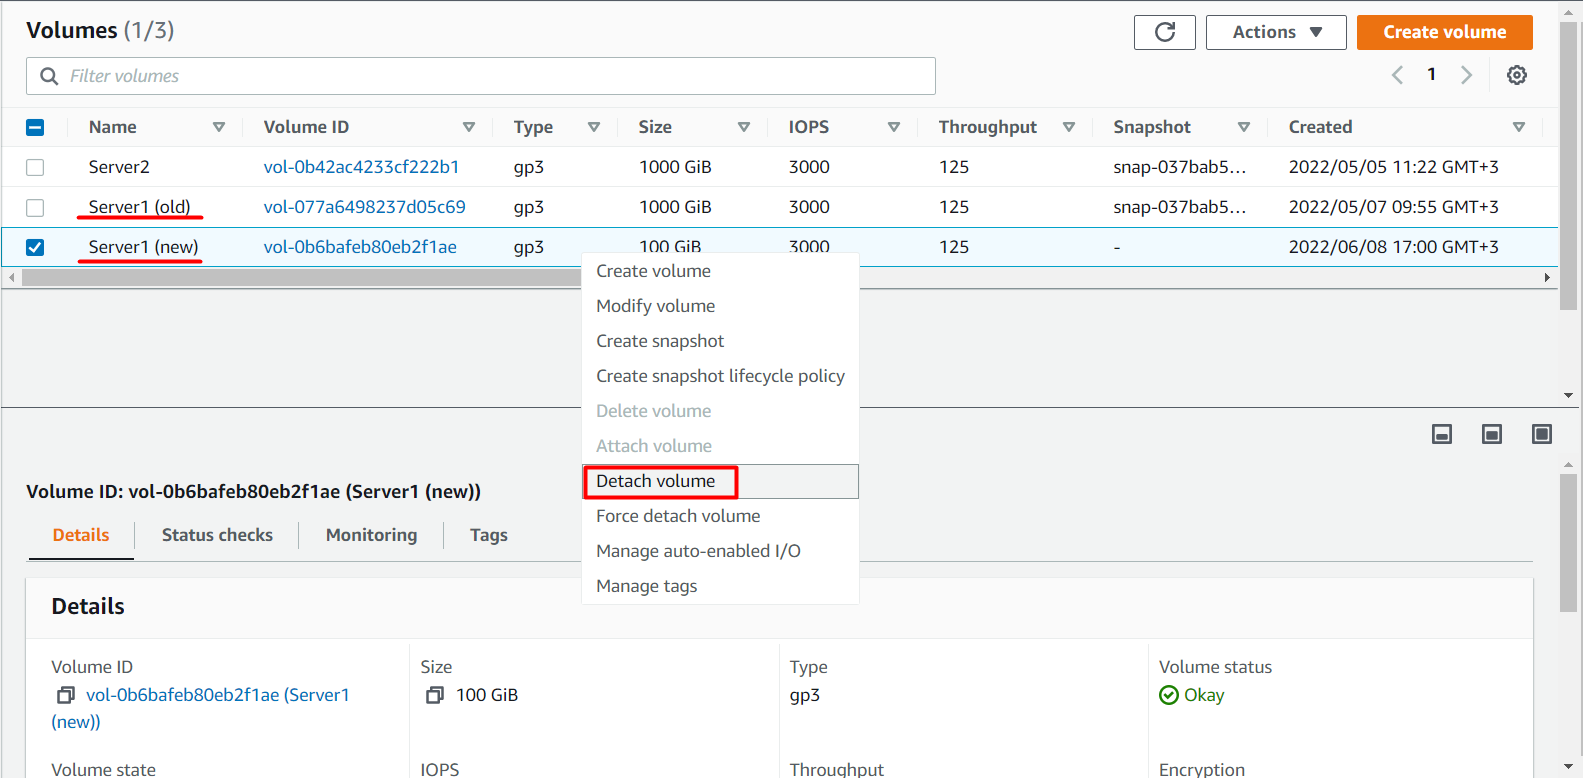 Volumes (1/3)
Actions
Create volume
Filter volumes
1
Name Volume ID Type Size IOPS Throughput Snapshot Created
Server2 vol-0b42ac4233cf222b1 gp3 1000 GiB 3000 125 snap-037bab5... 2022/05/05 11:22 GMT+3
Server1 (old) vol-077a6498237d05c69 gp3 1000 GiB 3000 125 snap-037bab5... 2022/05/07 09:55 GMT+3
Server1 (new) vol-0b6bafeb80eb2f1ae gp3 100 GiB 3000 125 - 2022/06/08 17:00 GMT+3
Create volume
Modify volume
Create snapshot
Create snapshot lifecycle policy
Delete volume
Attach volume
Detach volume
Force detach volume
Manage auto-enabled I/O
Manage tags
Volume ID: vol-0b6bafeb80eb2f1ae (Server1 (new))
Details Status checks Monitoring Tags
Details
Volume ID Size Type Volume status
vol-0b6bafeb80eb2f1ae (Server1 100 GiB gp3 Okay
(new))
Volume state IOPS Throughput Encryption